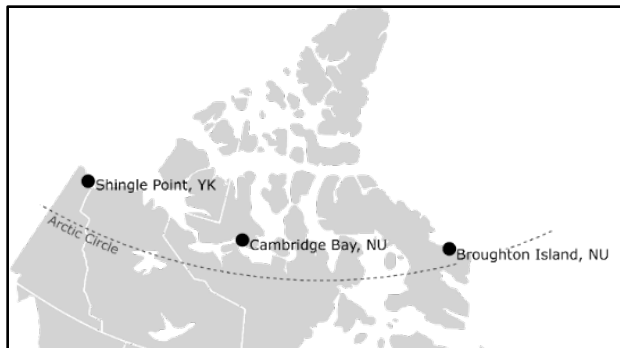 Shingle Point, YK
Arctic Circle
Cambridge Bay, NU
Broughton Island, NU